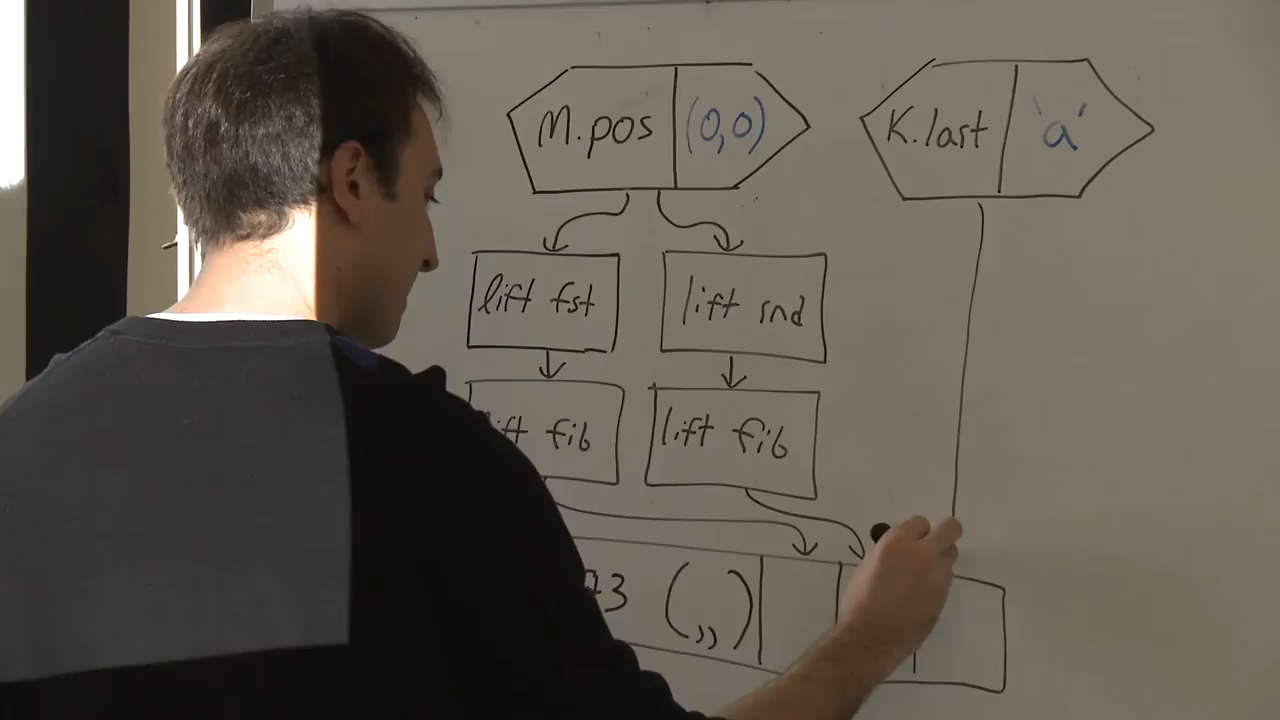 M.pos (0,0)
K.last 'a'
lift fst
lift snd
lift fib
3 (,,)